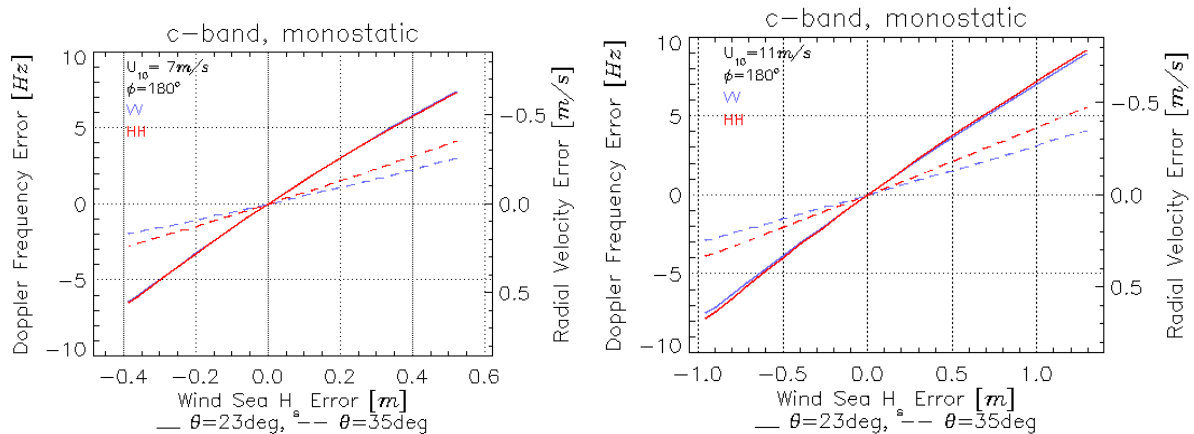 c-band, monostatic
U10= 7m/s
ϕ=180°
VV
HH
10
5
0
-5
-10
Doppler Frequency Error [Hz]
-0.5
0.0
0.5
Radial Velocity Error [m/s]
-0.4 -0.2 0.0 0.2 0.4 0.6
Wind Sea Hs Error [m]
__ θ=23deg, -- θ=35deg
c-band, monostatic
U10=11m/s
ϕ=180°
VV
HH
10
5
0
-5
-10
Doppler Frequency Error [Hz]
-0.5
0.0
0.5
Radial Velocity Error [m/s]
-1.0 -0.5 0.0 0.5 1.0
Wind Sea Hs Error [m]
__ θ=23deg, -- θ=35deg